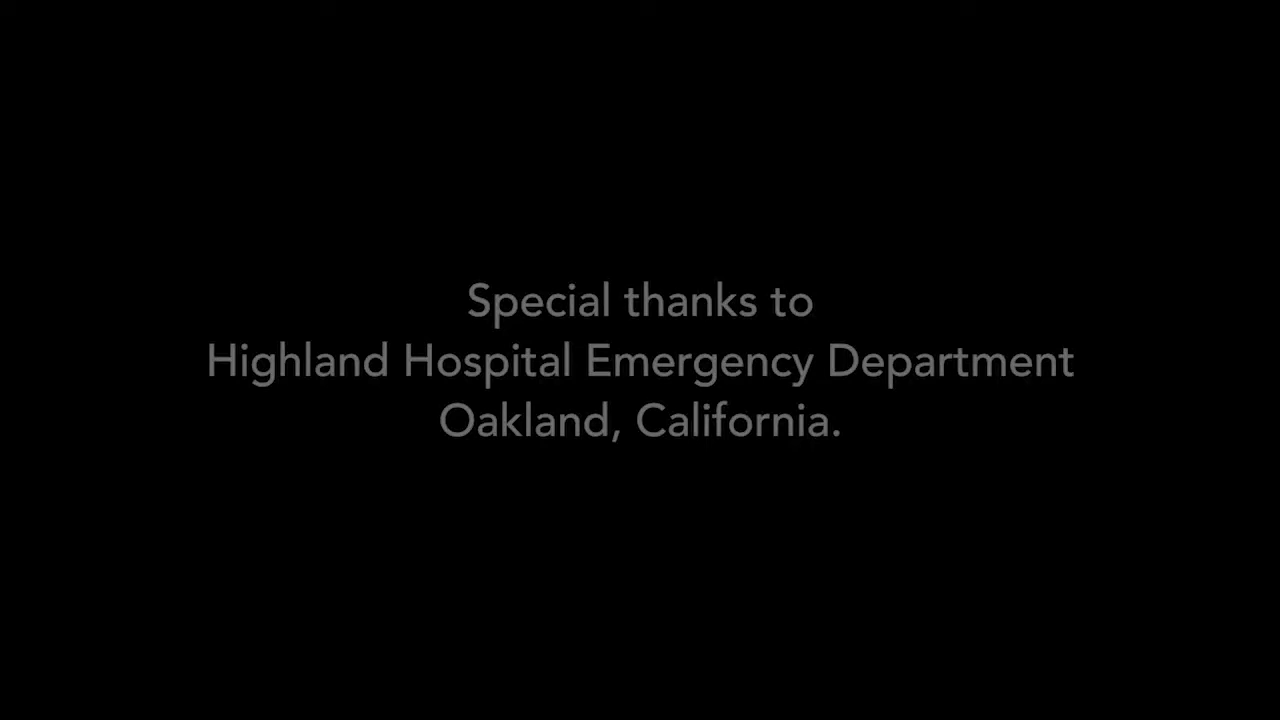 Special thanks to
Highland Hospital Emergency Department
Oakland, California.